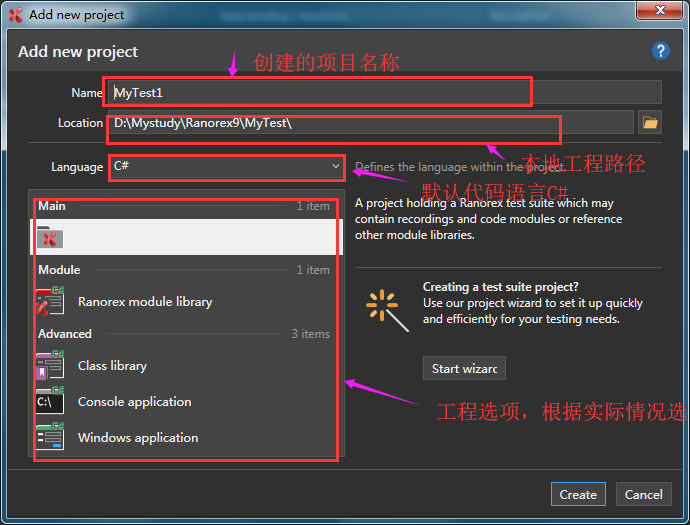 Add new project
Add new project
?
创建的项目名称
Name
MyTest1
Location
D:\Mystudy\Ranorex9\MyTest\
本地工程路径
Language
C#
Defines the language within the project.
默认代码语言C#
Main
1 item
A project holding a Ranorex test suite which may
contain recordings and code modules or reference
other module libraries.
Module
1 item
C#
Ranorex module library
Creating a test suite project?
Use our project wizard to set it up quickly
and efficiently for your testing needs.
Start wizard
Advanced
3 items
C#
Class library
C#
C:\
Console application
工程选项，根据实际情况选
C#
Windows application
Create
Cancel